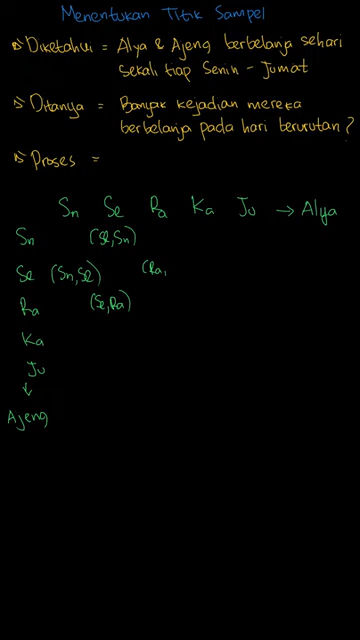 Menentukan Titik Sampel
Diketahui = Alya & Ajeng berbelanja sehari
sekali tiap Senin - Jumat
Ditanya = Banyak kejadian mereka
berbelanja pada hari terurutan?
Proses =
Sn Se Ra Ka Ju → Alya
Sn (Se,Sn)
Se (Sn,Se) (Ra,
Ra (Se,Ra)
Ka
Ju
↓
Ajeng